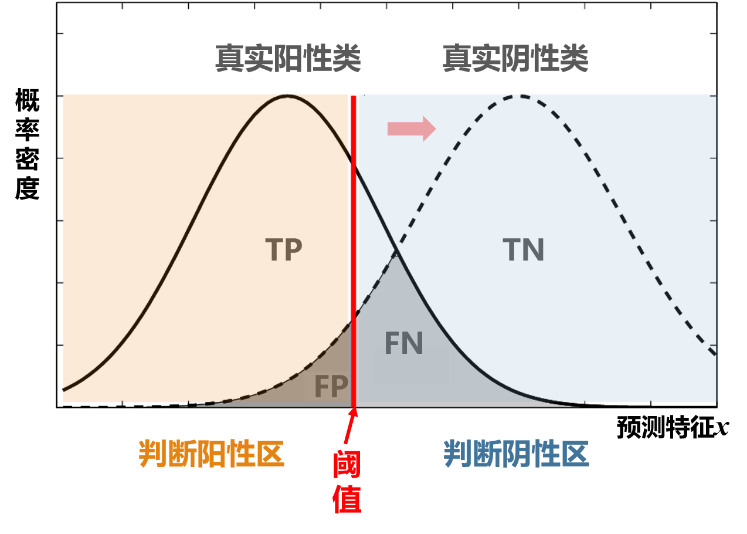 真实阳性类
真实阴性类
概率密度
TP
TN
FN
FP
预测特征x
判断阳性区
判断阴性区
阈值